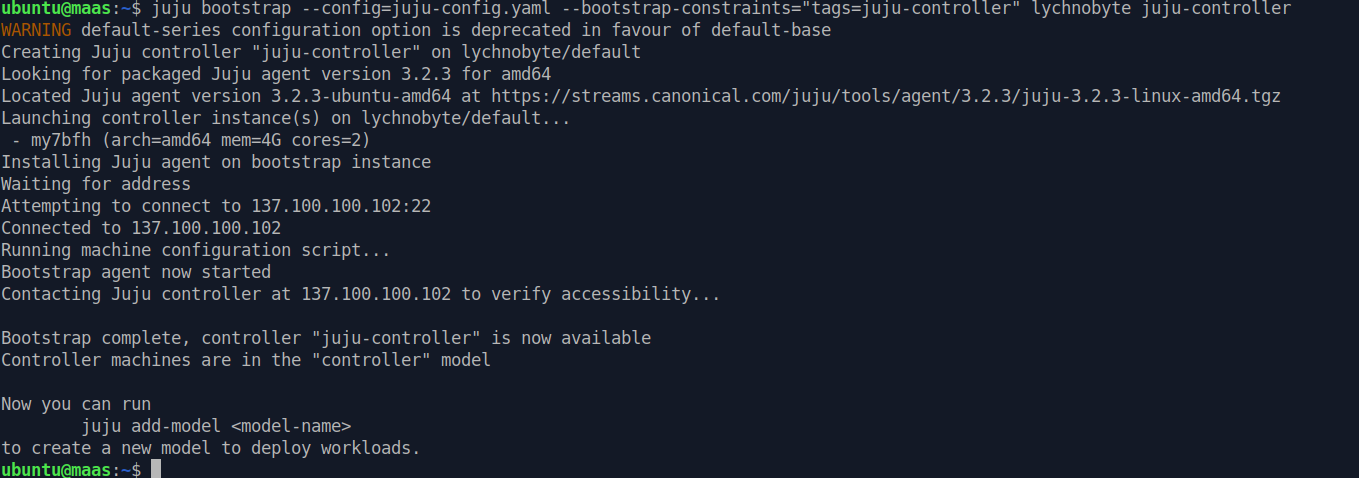 ubuntu@maas:~$ juju bootstrap --config=juju-config.yaml --bootstrap-constraints="tags=juju-controller" lychnobyte juju-controller
WARNING default-series configuration option is deprecated in favour of default-base
Creating Juju controller "juju-controller" on lychnobyte/default
Looking for packaged Juju agent version 3.2.3 for amd64
Located Juju agent version 3.2.3-ubuntu-amd64 at https://streams.canonical.com/juju/tools/agent/3.2.3/juju-3.2.3-linux-amd64.tgz
Launching controller instance(s) on lychnobyte/default...
 - my7bfh (arch=amd64 mem=4G cores=2)
Installing Juju agent on bootstrap instance
Waiting for address
Attempting to connect to 137.100.100.102:22
Connected to 137.100.100.102
Running machine configuration script...
Bootstrap agent now started
Contacting Juju controller at 137.100.100.102 to verify accessibility...

Bootstrap complete, controller "juju-controller" is now available
Controller machines are in the "controller" model

Now you can run
        juju add-model <model-name>
to create a new model to deploy workloads.
ubuntu@maas:~$